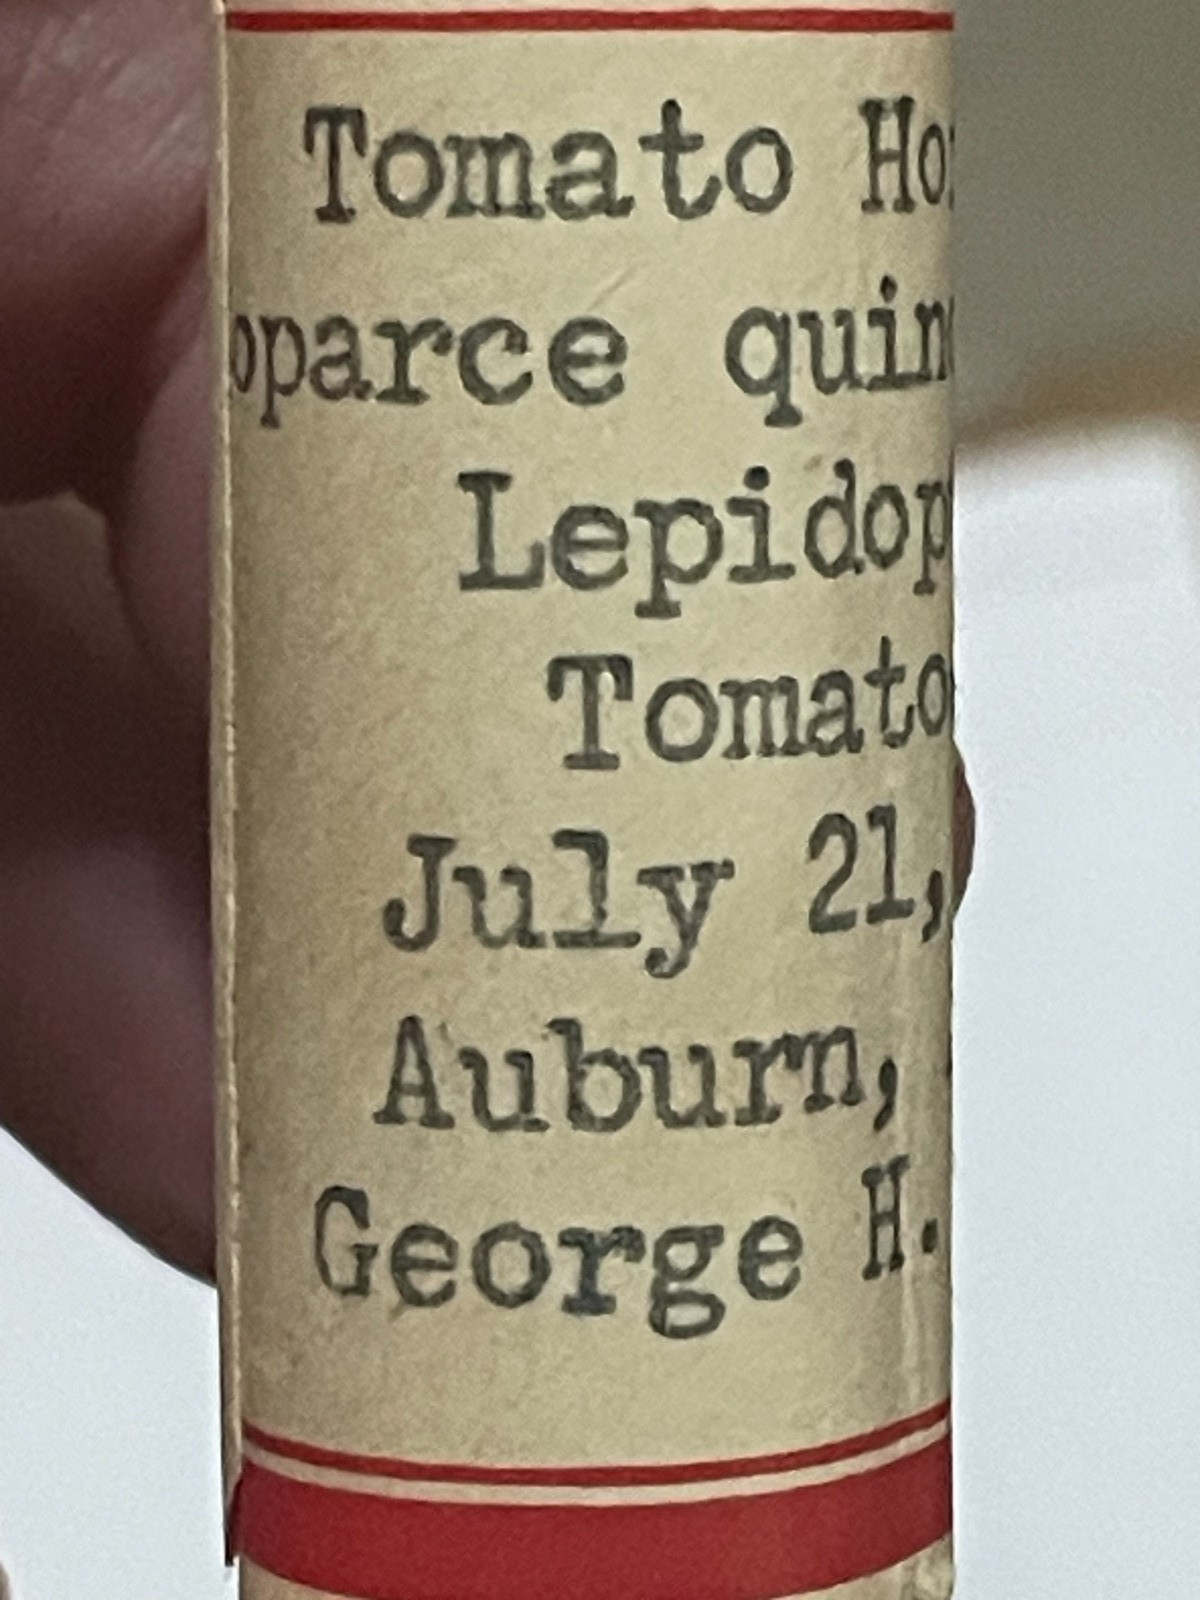 Tomato Ho
oparce quin
Lepidop
Tomato
July 21,
Auburn,
George H.